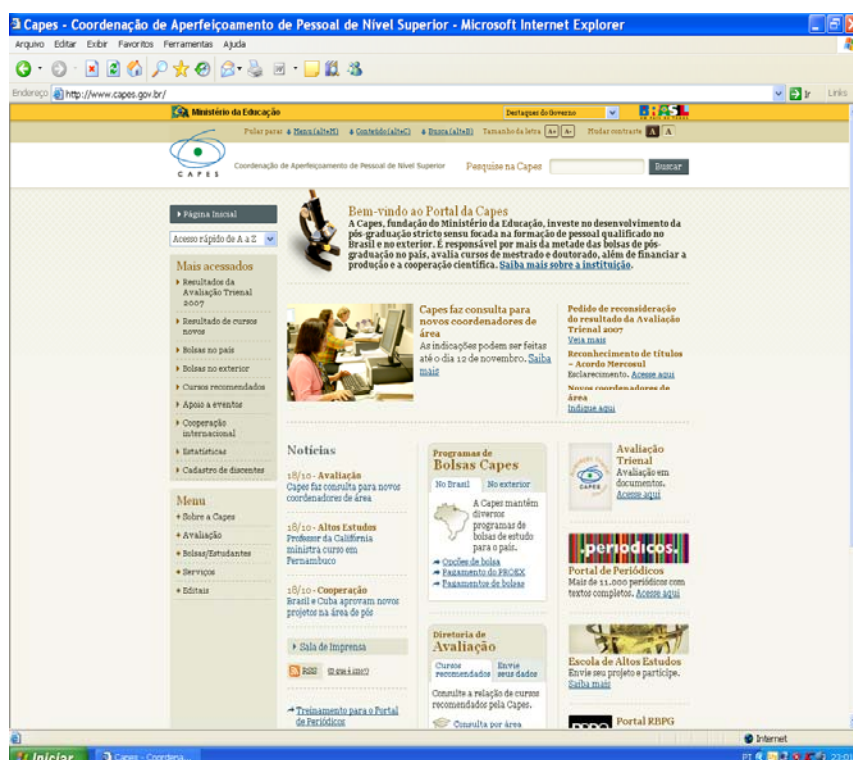 Capes - Coordenação de Aperfeiçoamento de Pessoal de Nível Superior - Microsoft Internet Explorer
Arquivo Editar Exibir Favoritos Ferramentas Ajuda
Endereço http://www.capes.gov.br/ Ir Links
Ministério da Educação Destaques do Governo BRASIL
Pular para: Menu (alt+M) Conteúdo (alt+C) Busca (alt+B) Tamanho da letra A+ A- Mudar contraste A A
CAPES
Coordenação de Aperfeiçoamento de Pessoal de Nível Superior Pesquise na Capes Buscar
Página Inicial
Acesso rápido de A a Z
Mais acessados
Resultados da
Avaliação Trienal
2007
Resultado de cursos
novos
Bolsas no país
Bolsas no exterior
Cursos recomendados
Apoio a eventos
Cooperação
internacional
Estatísticas
Cadastro de discentes
Menu
+ Sobre a Capes
+ Avaliação
+ Bolsas/Estudantes
+ Serviços
+ Editais
Bem-vindo ao Portal da Capes
A Capes, fundação do Ministério da Educação, investe no desenvolvimento da
pós-graduação stricto sensu focada na formação de pessoal qualificado no
Brasil e no exterior. É responsável por mais da metade das bolsas de pós-
graduação no país, avalia cursos de mestrado e doutorado, além de financiar a
produção e a cooperação científica. Saiba mais sobre a instituição.
Capes faz consulta para
novos coordenadores de
área
As indicações podem ser feitas
até o dia 12 de novembro. Saiba
mais
Pedido de reconsideração
do resultado da Avaliação
Trienal 2007
Veja mais
Reconhecimento de títulos
– Acordo Mercosul
Esclarecimento. Acesse aqui
Novos coordenadores de
área
Indique aqui
Notícias
18/10 - Avaliação
Capes faz consulta para novos
coordenadores de área
18/10 - Altos Estudos
Professor da Califórnia
ministra curso em
Pernambuco
18/10 - Cooperação
Brasil e Cuba aprovam novos
projetos na área de pós
Sala de Imprensa
RSS O que é isso?
Treinamento para o Portal
de Periódicos
Programas de
Bolsas Capes
No Brasil No exterior
A Capes mantém
diversos
programas de
bolsas de estudo
para o país.
Opções de bolsa
Pagamento do PROEX
Pagamentos de bolsas
Diretoria de
Avaliação
Cursos
recomendados
Envie
seus dados
Consulte a relação de cursos
recomendados pela Capes.
Consulta por área
CAPES
Avaliação
Trienal
Avaliação em
documentos.
Acesse aqui
.periodicos.
Portal de Periódicos
Mais de 11.000 periódicos com
textos completos. Acesse aqui
Escola de Altos Estudos
Envie seu projeto e participe.
Saiba mais
Portal RBPG
Internet
Iniciar Capes - Coordena... PT 23:01